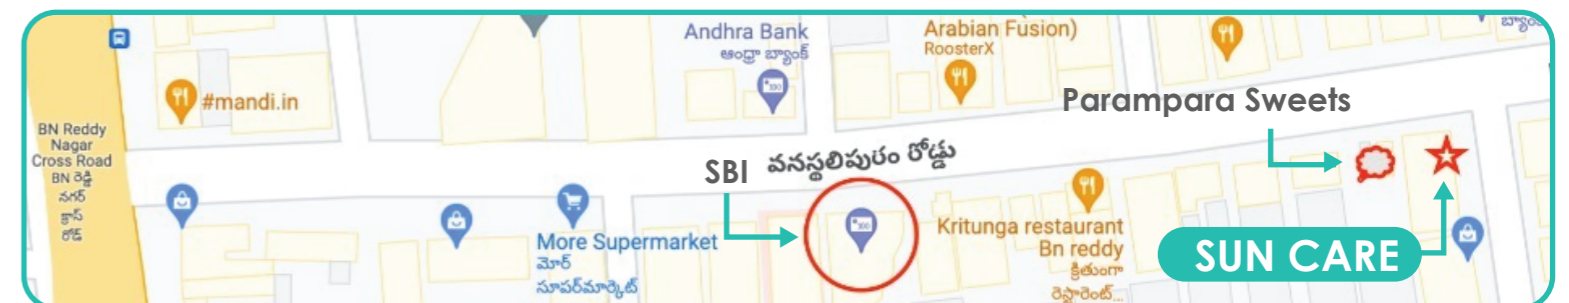 Andhra Bank
ఆంధ్రా బ్యాంక్
Arabian Fusion)
RoosterX
#mandi.in
Parampara Sweets
BN Reddy
Nagar
Cross Road
BN రెడ్డి
నగర్
క్రాస్
రోడ్
SBI
వనస్థలిపురం రోడ్డు
More Supermarket
మోర్
సూపర్‌మార్కెట్
Kritunga restaurant
Bn reddy
క్రితుంగా
రెస్టారెంట్...
SUN CARE